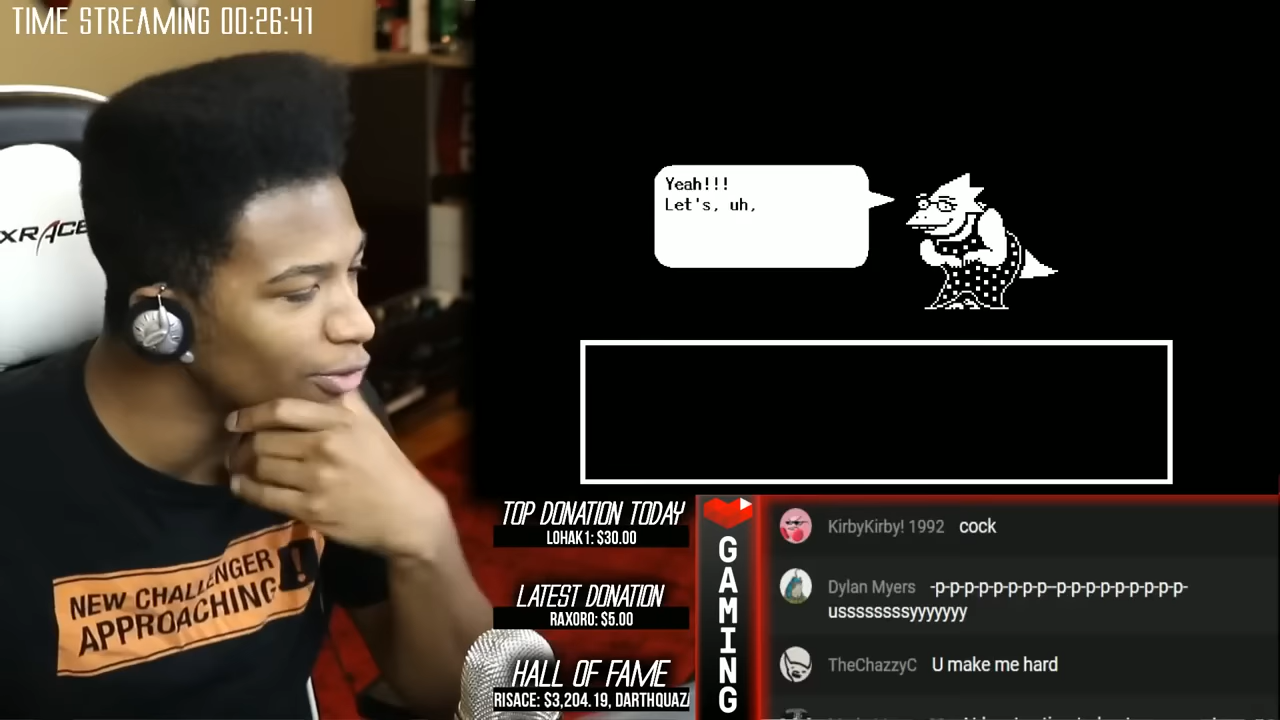 TIME STREAMING 00:26:41
XRACE
NEW CHALLENGER
APPROACHING!
Yeah!!!
Let's, uh,
TOP DONATION TODAY
LOHAK1: $30.00
LATEST DONATION
RAXORO: $5.00
HALL OF FAME
RISACE: $3,204.19, DARTHQUAZ
GAMING
KirbyKirby! 1992 cock
Dylan Myers -p-p-p-p-p-p-p-p--p-p-p-p-p-p-p-p-p-
ussssssssyyyyyyy
TheChazzyC U make me hard